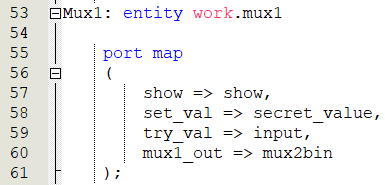 53 Mux1: entity work.mux1
54
55 port map
56 (
57 show => show,
58 set_val => secret_value,
59 try_val => input,
60 mux1_out => mux2bin
61 );